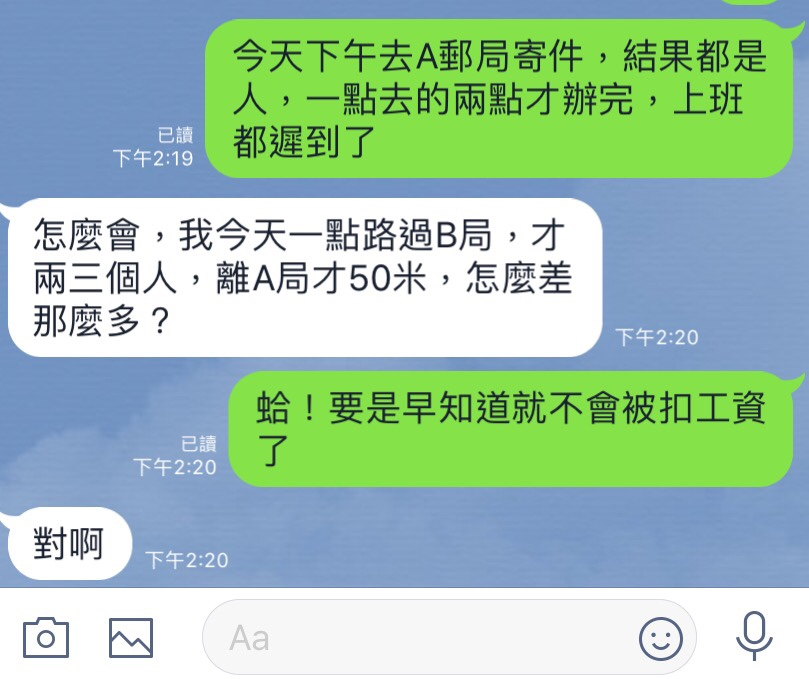 今天下午去A郵局寄件，結果都是
人，一點去的兩點才辦完，上班
都遲到了
已讀
下午2:19
怎麼會，我今天一點路過B局，才
兩三個人，離A局才50米，怎麼差
那麼多？
下午2:20
蛤！要是早知道就不會被扣工資
了
已讀
下午2:20
對啊
下午2:20
Aa